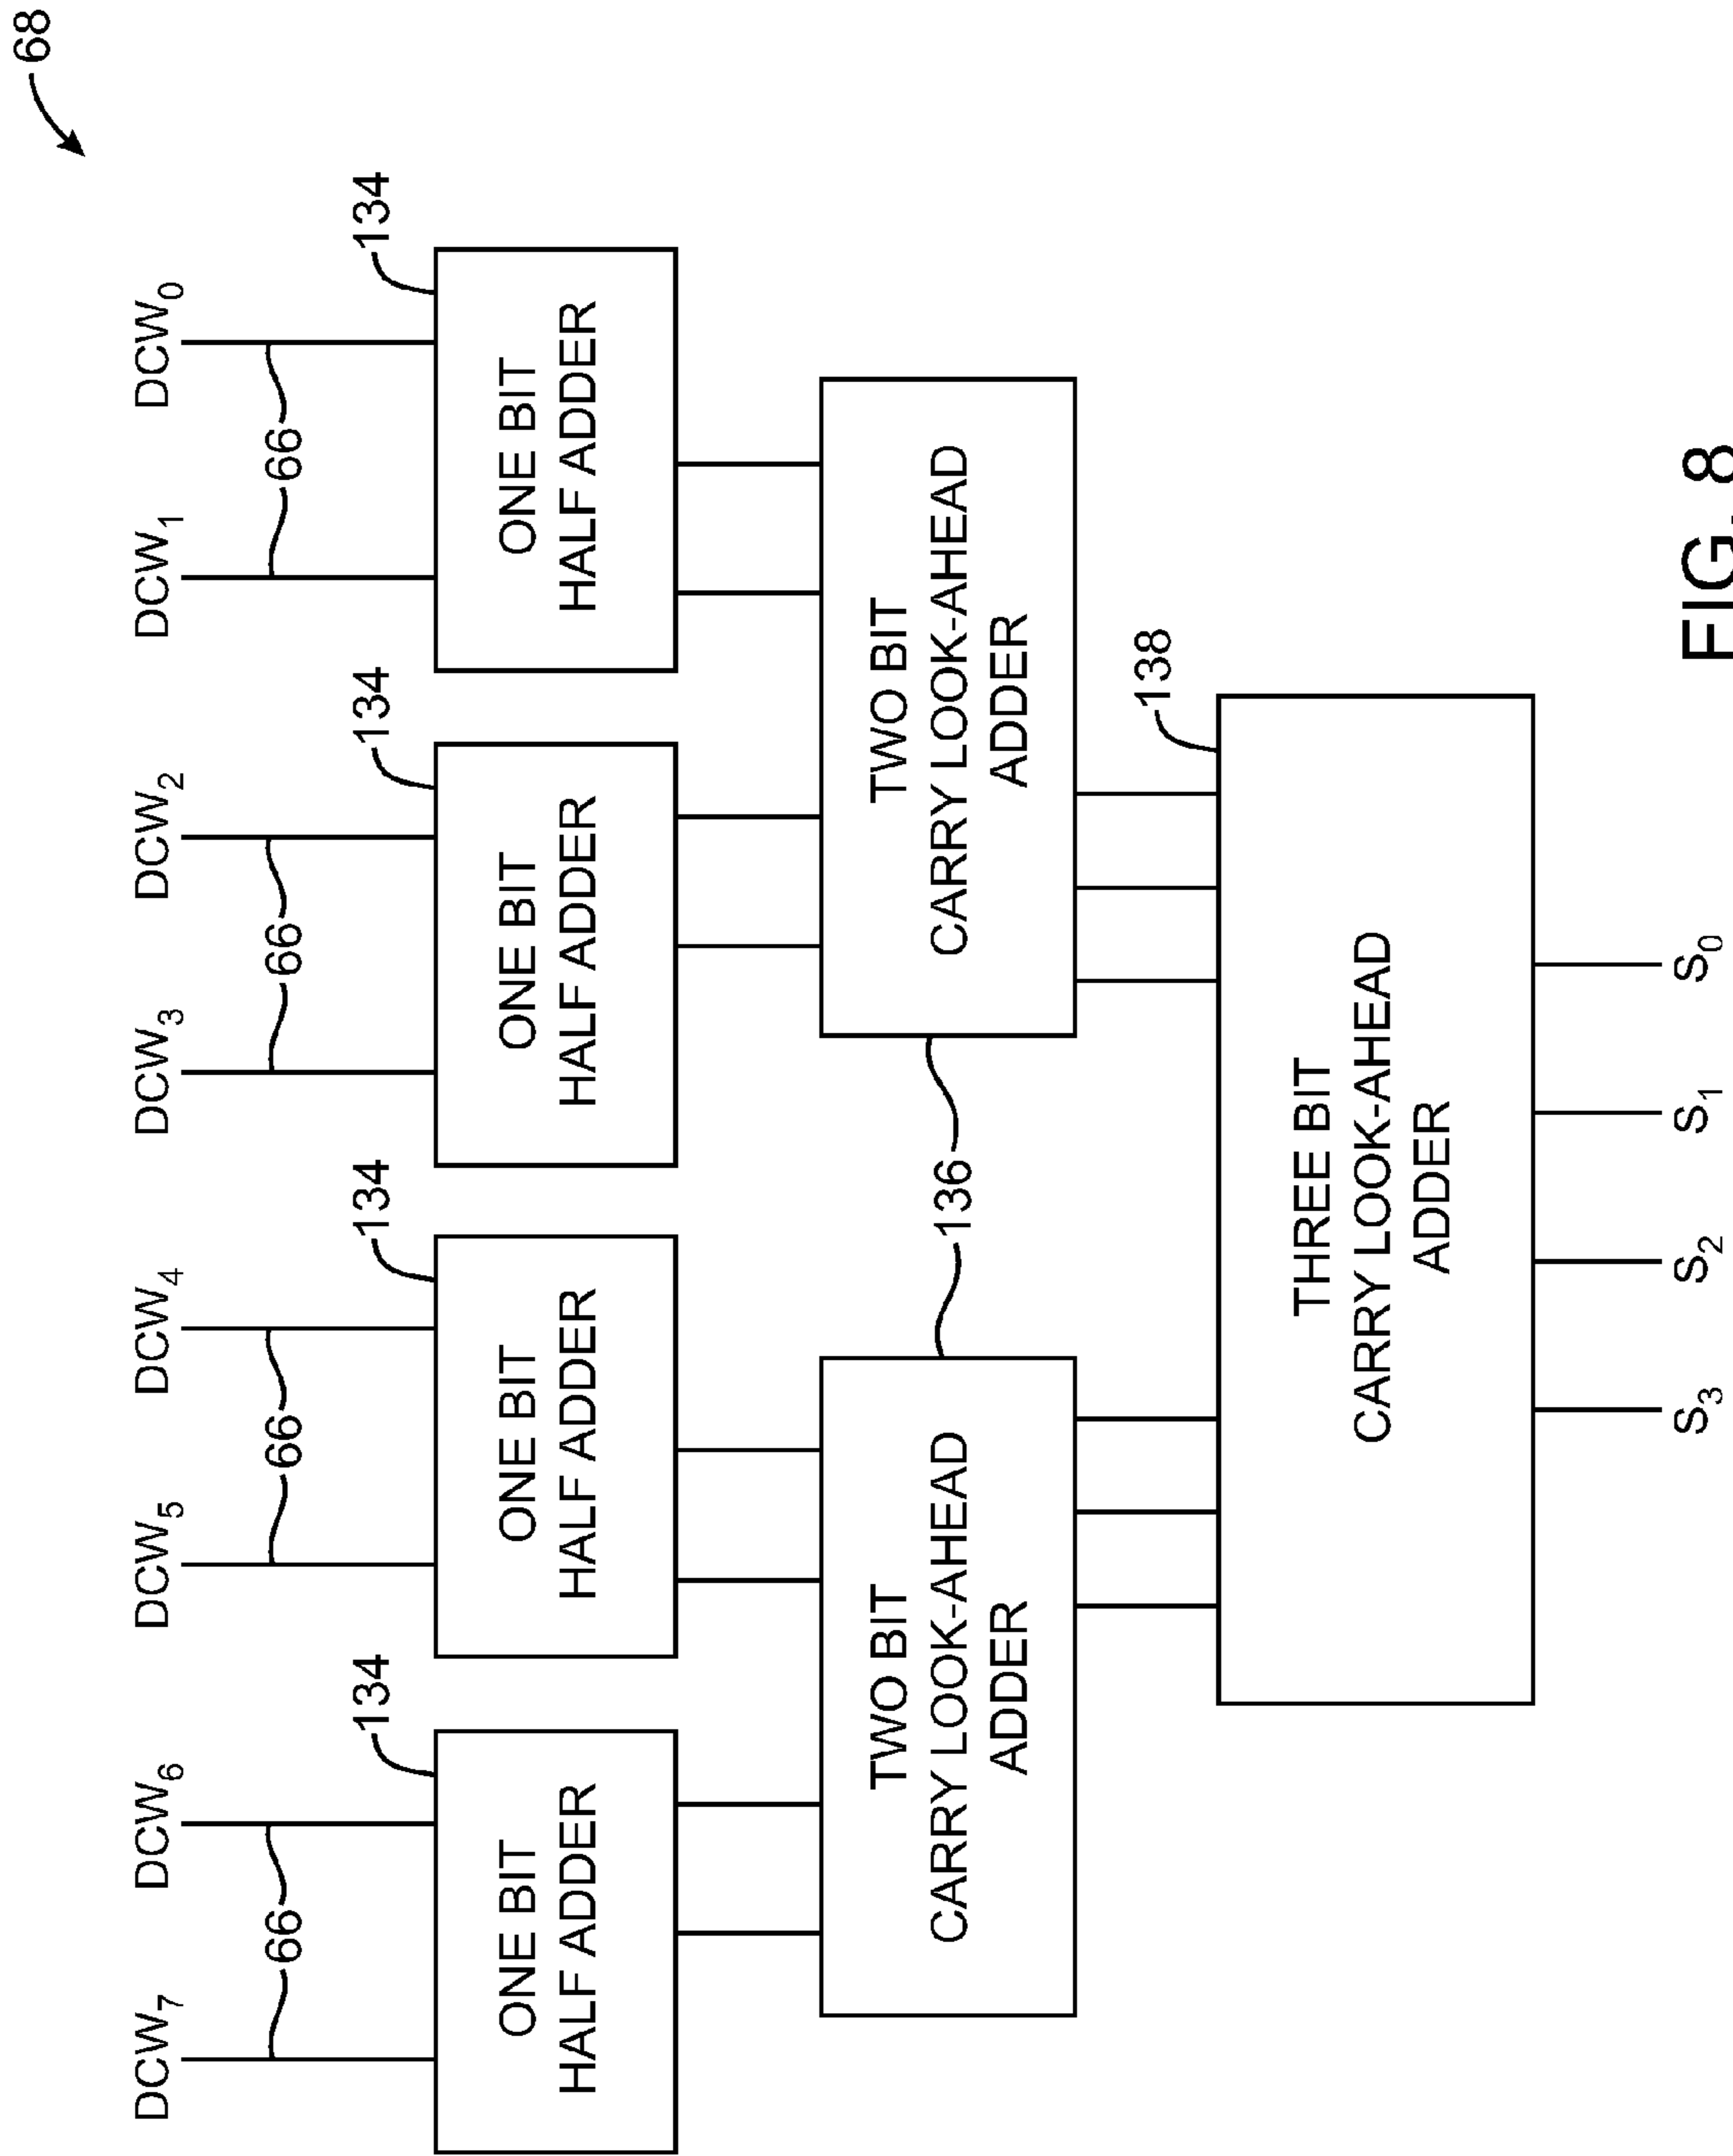 68
DCW₇ DCW₆ DCW₅ DCW₄ DCW₃ DCW₂ DCW₁ DCW₀
66 66 66 66
134 134 134 134
ONE BIT
HALF ADDER
ONE BIT
HALF ADDER
ONE BIT
HALF ADDER
ONE BIT
HALF ADDER
TWO BIT
CARRY LOOK-AHEAD
ADDER
136
TWO BIT
CARRY LOOK-AHEAD
ADDER
138
THREE BIT
CARRY LOOK-AHEAD
ADDER
S₃ S₂ S₁ S₀
FIG. 8